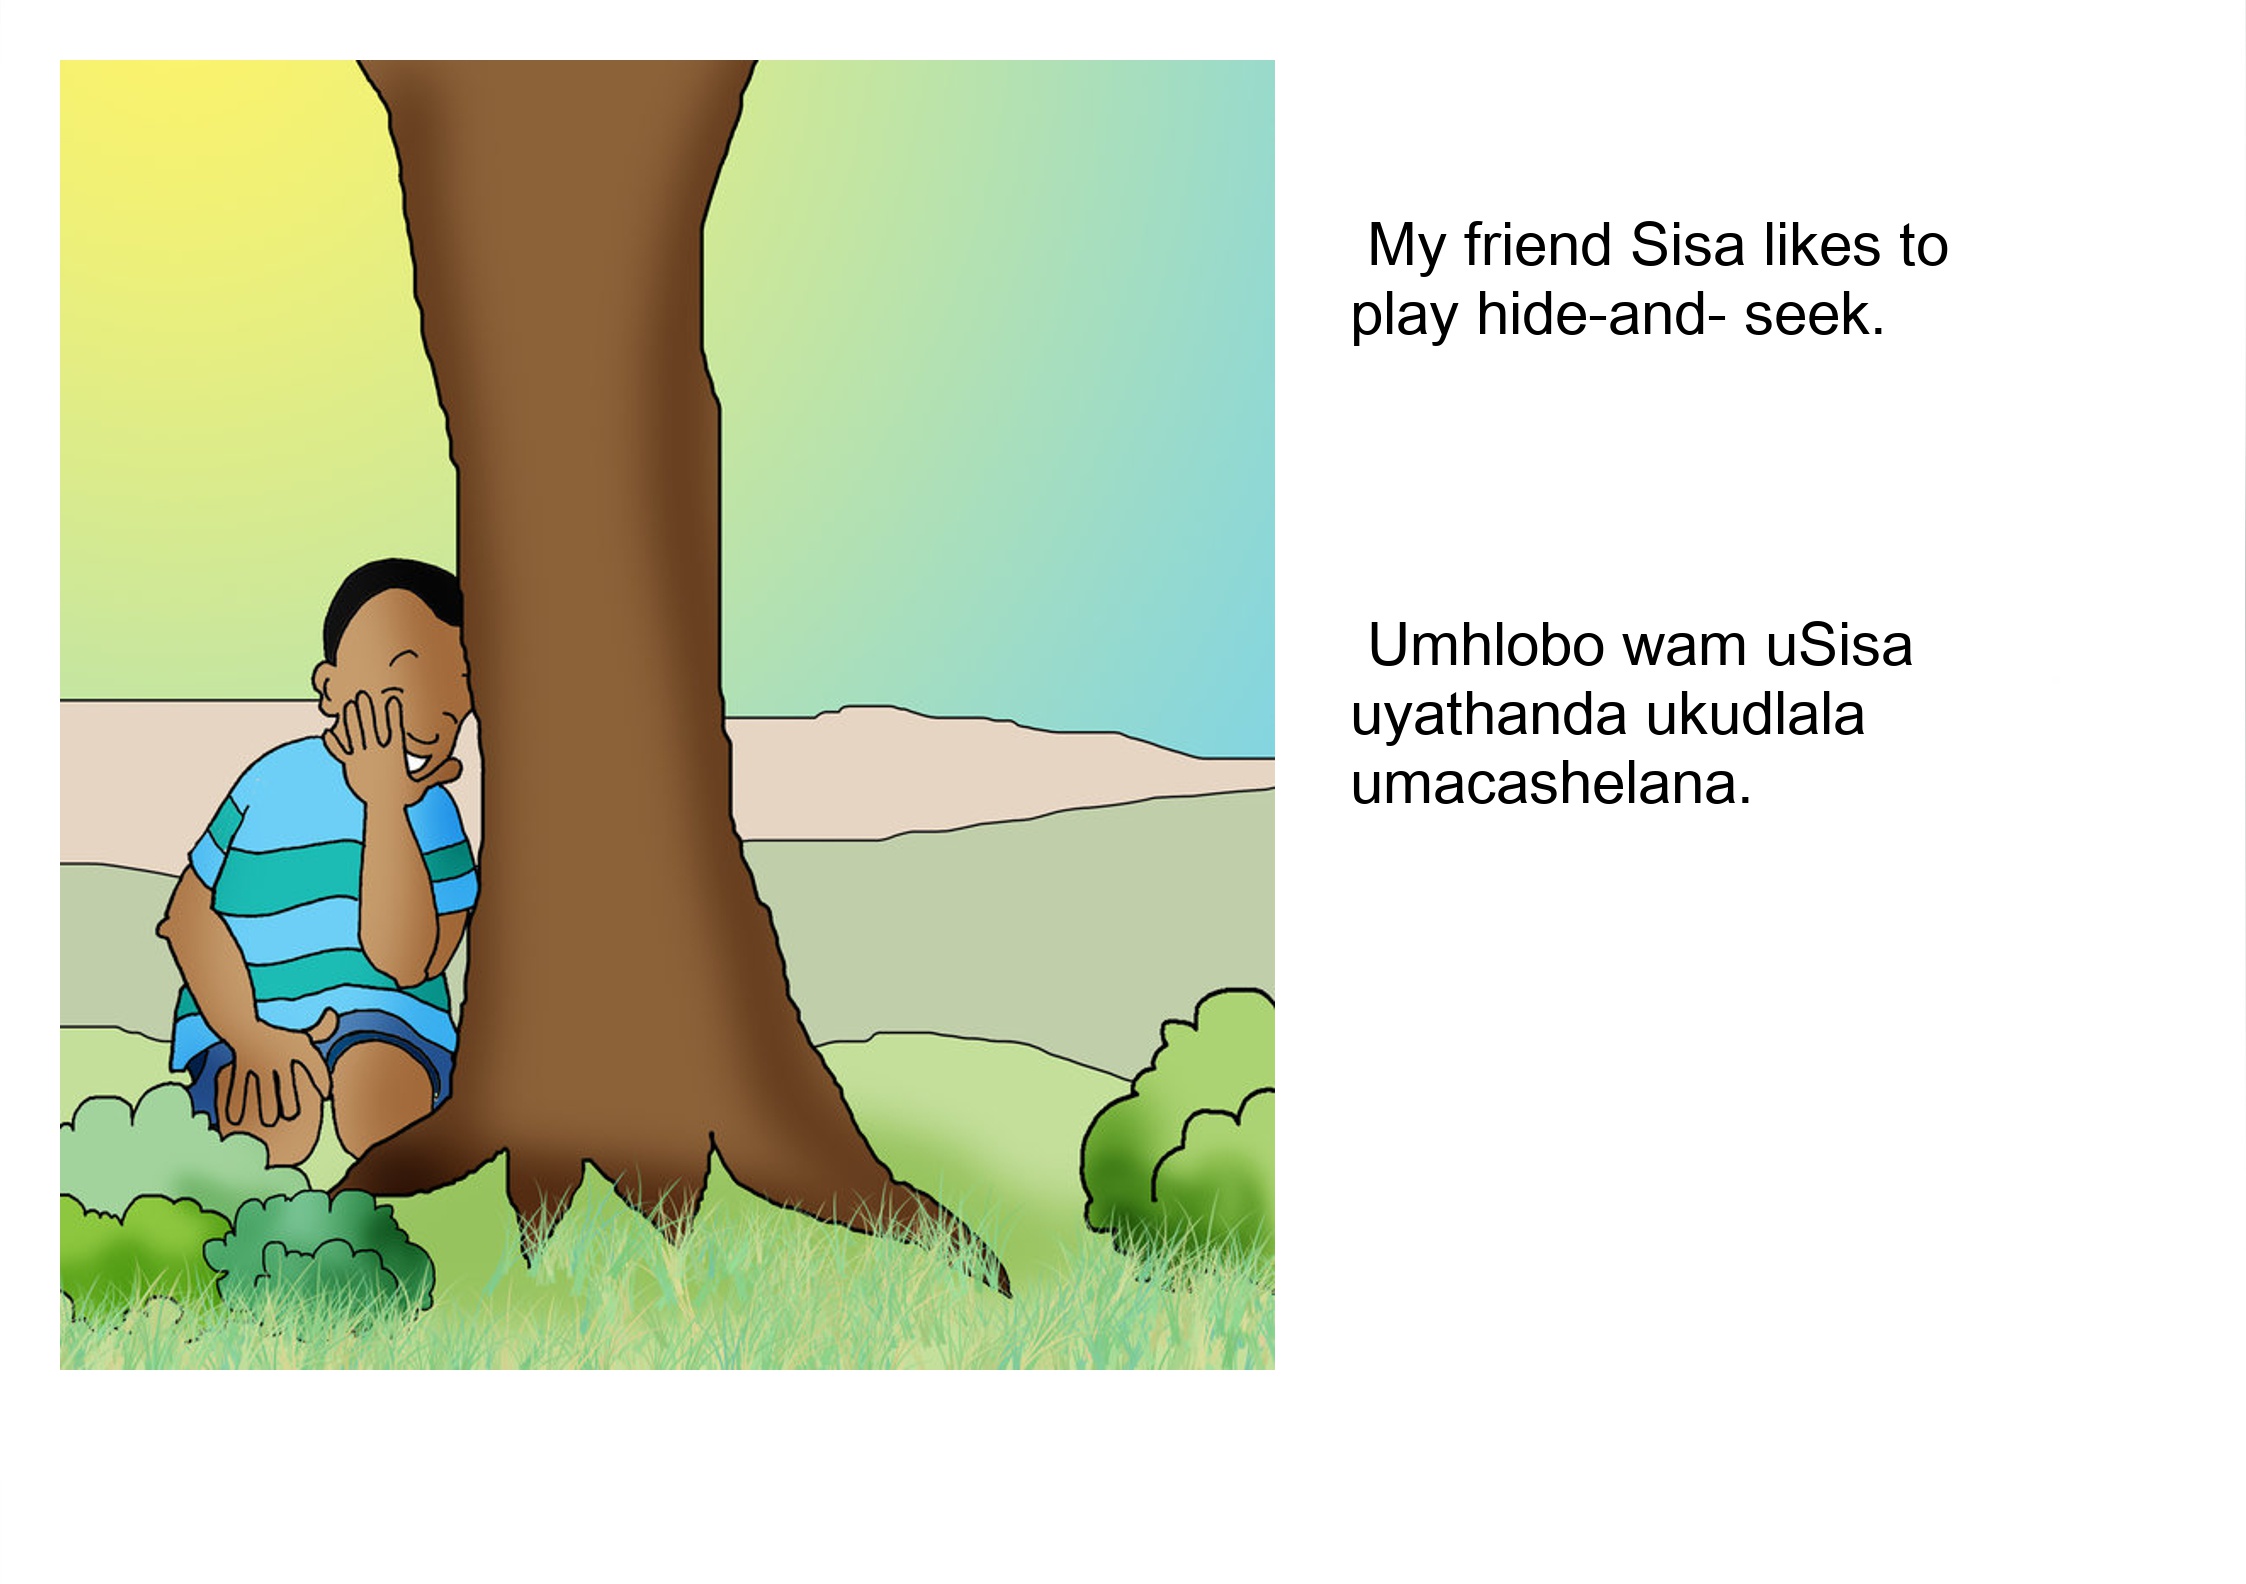 My friend Sisa likes to
play hide-and- seek.
Umhlobo wam uSisa
uyathanda ukudlala
umacashelana.